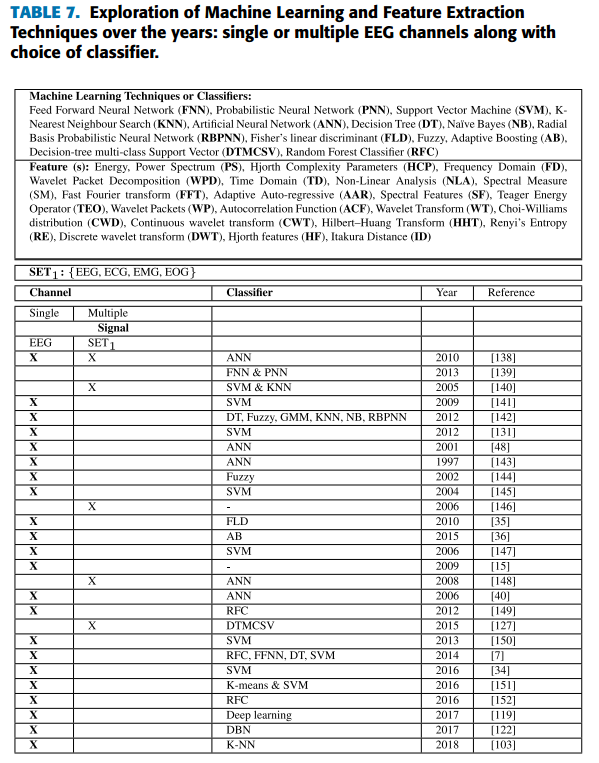 TABLE 7. Exploration of Machine Learning and Feature Extraction
Techniques over the years: single or multiple EEG channels along with
choice of classifier.
Machine Learning Techniques or Classifiers:
Feed Forward Neural Network (FNN), Probabilistic Neural Network (PNN), Support Vector Machine (SVM), K-
Nearest Neighbour Search (KNN), Artificial Neural Network (ANN), Decision Tree (DT), Naïve Bayes (NB), Radial
Basis Probabilistic Neural Network (RBPNN), Fisher's linear discriminant (FLD), Fuzzy, Adaptive Boosting (AB),
Decision-tree multi-class Support Vector (DTMCSV), Random Forest Classifier (RFC)
Feature (s): Energy, Power Spectrum (PS), Hjorth Complexity Parameters (HCP), Frequency Domain (FD),
Wavelet Packet Decomposition (WPD), Time Domain (TD), Non-Linear Analysis (NLA), Spectral Measure
(SM), Fast Fourier transform (FFT), Adaptive Auto-regressive (AAR), Spectral Features (SF), Teager Energy
Operator (TEO), Wavelet Packets (WP), Autocorrelation Function (ACF), Wavelet Transform (WT), Choi-Williams
distribution (CWD), Continuous wavelet transform (CWT), Hilbert–Huang Transform (HHT), Renyi's Entropy
(RE), Discrete wavelet transform (DWT), Hjorth features (HF), Itakura Distance (ID)
SET1 : {EEG, ECG, EMG, EOG}
Channel Classifier Year Reference
Single Multiple
Signal
EEG SET1
X X ANN 2010 [138]
FNN & PNN 2013 [139]
X SVM & KNN 2005 [140]
X SVM 2009 [141]
X DT, Fuzzy, GMM, KNN, NB, RBPNN 2012 [142]
X SVM 2012 [131]
X ANN 2001 [48]
X ANN 1997 [143]
X Fuzzy 2002 [144]
X SVM 2004 [145]
X - 2006 [146]
X FLD 2010 [35]
X AB 2015 [36]
X SVM 2006 [147]
X - 2009 [15]
X ANN 2008 [148]
X ANN 2006 [40]
X RFC 2012 [149]
X DTMCSV 2015 [127]
X SVM 2013 [150]
X RFC, FFNN, DT, SVM 2014 [7]
X SVM 2016 [34]
X K-means & SVM 2016 [151]
X RFC 2016 [152]
X Deep learning 2017 [119]
X DBN 2017 [122]
X K-NN 2018 [103]